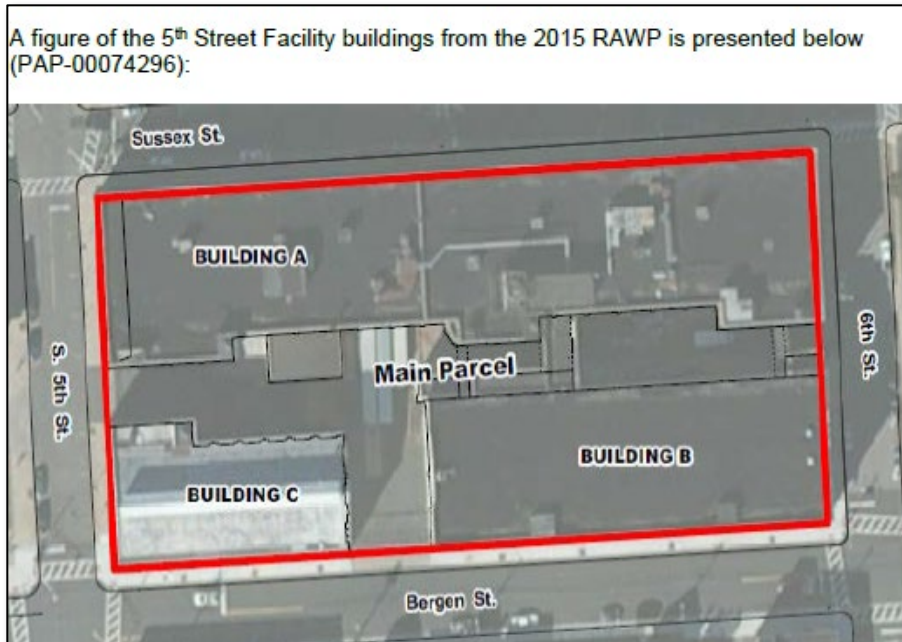 A figure of the 5th Street Facility buildings from the 2015 RAWP is presented below
(PAP-00074296):
Sussex St.
BUILDING A
S. 5th St.
Main Parcel
6th St.
BUILDING B
BUILDING C
Bergen St.